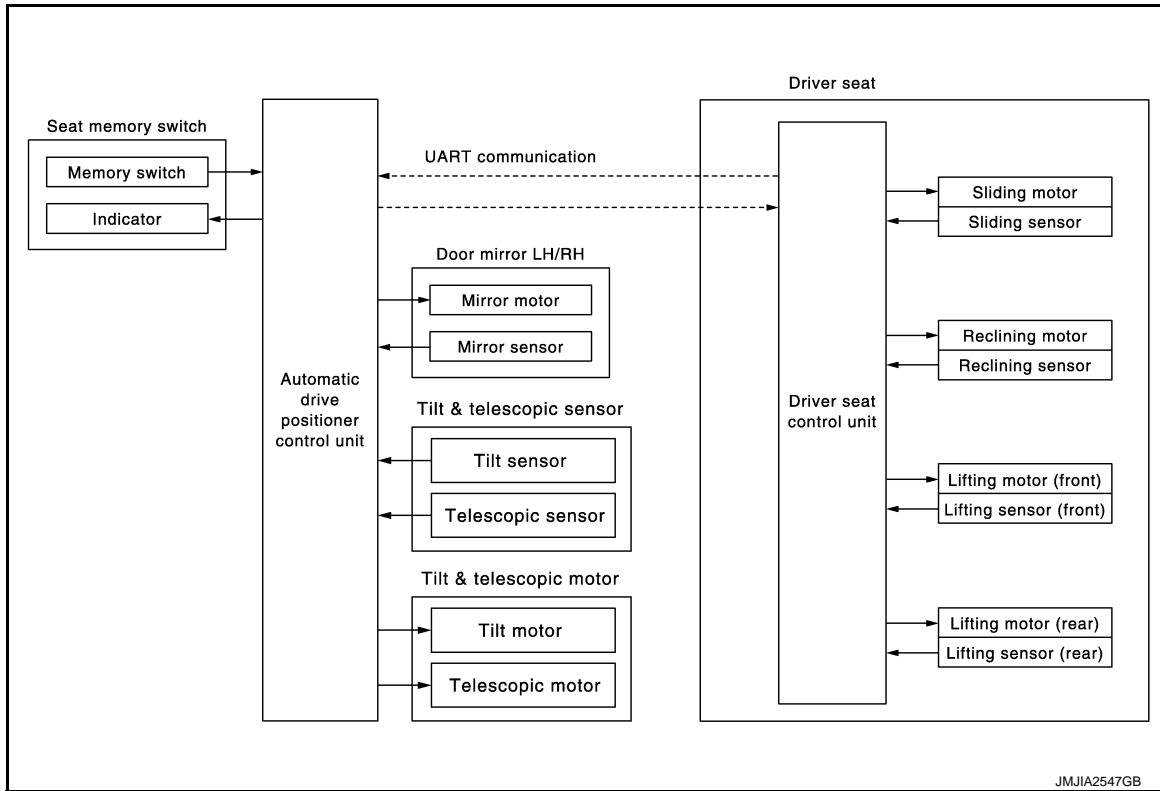 Driver seat
Seat memory switch
Memory switch
Indicator
UART communication
Door mirror LH/RH
Mirror motor
Mirror sensor
Automatic
drive
positioner
control unit
Tilt & telescopic sensor
Tilt sensor
Telescopic sensor
Tilt & telescopic motor
Tilt motor
Telescopic motor
Driver seat
control unit
Sliding motor
Sliding sensor
Reclining motor
Reclining sensor
Lifting motor (front)
Lifting sensor (front)
Lifting motor (rear)
Lifting sensor (rear)
JMJIA2547GB